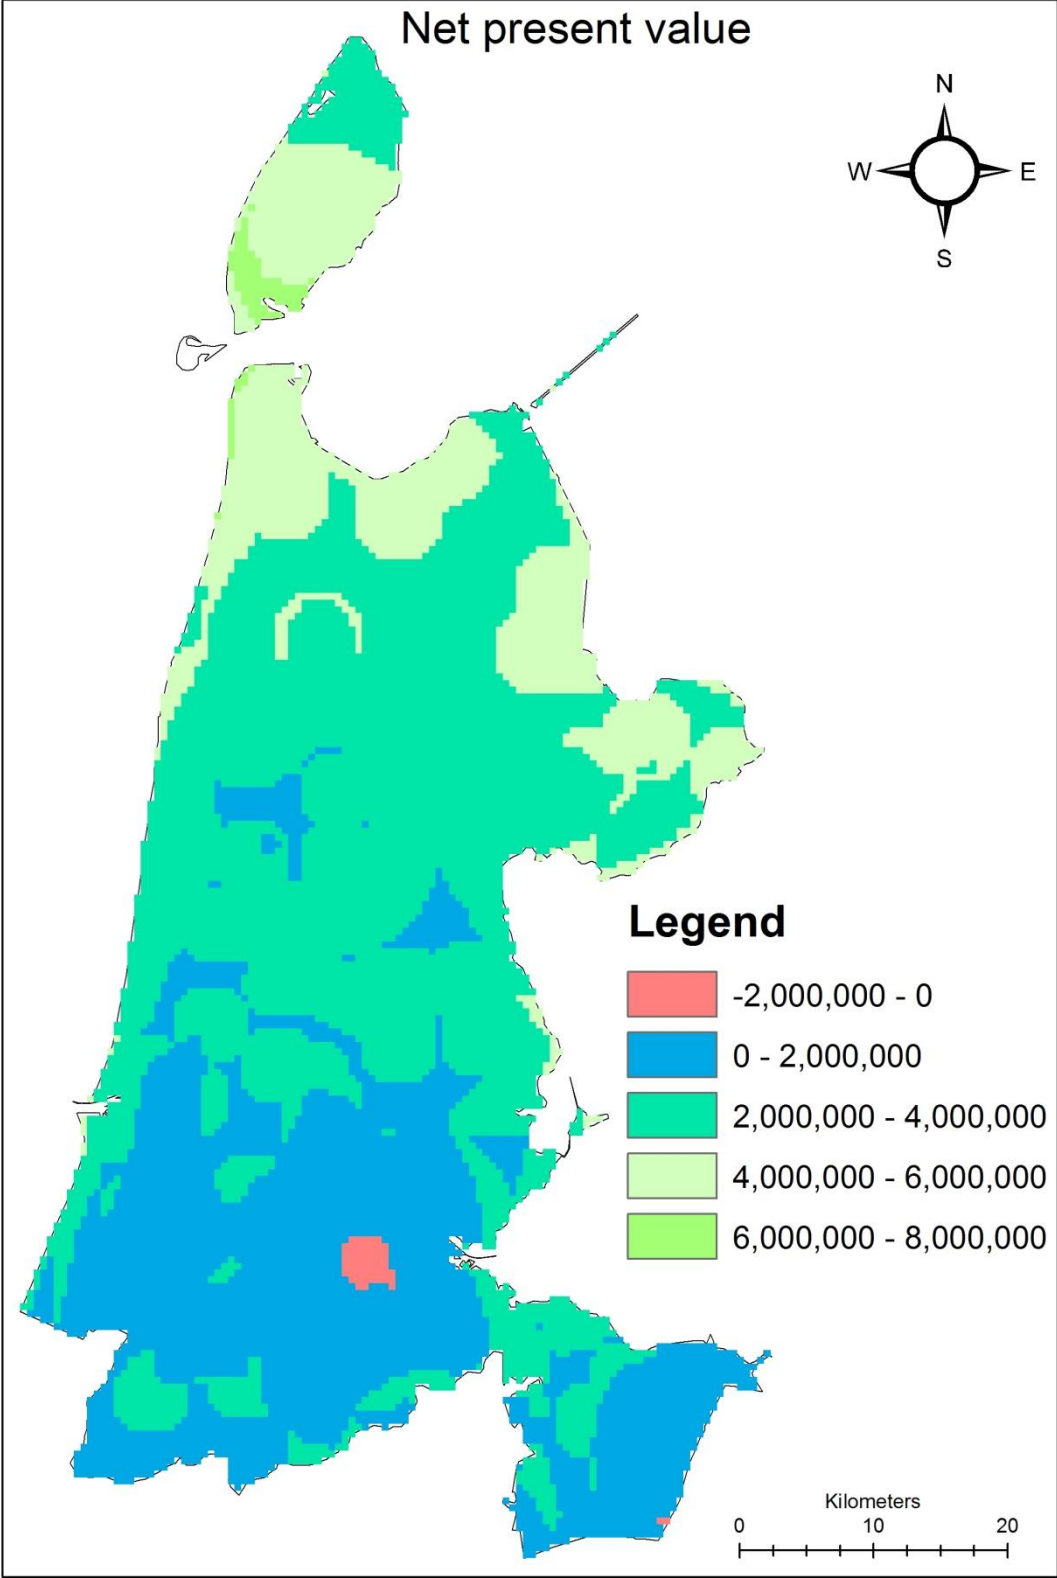 Net present value
N
W
E
S
Legend
-2,000,000 - 0
0 - 2,000,000
2,000,000 - 4,000,000
4,000,000 - 6,000,000
6,000,000 - 8,000,000
Kilometers
0 10 20